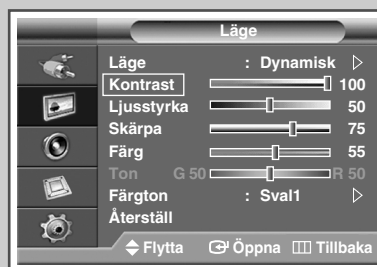 Läge
Läge : Dynamisk
Kontrast 100
Ljusstyrka 50
Skärpa 75
Färg 55
Ton G 50 R 50
Färgton : Sval1
Återställ
Flytta Öppna Tillbaka